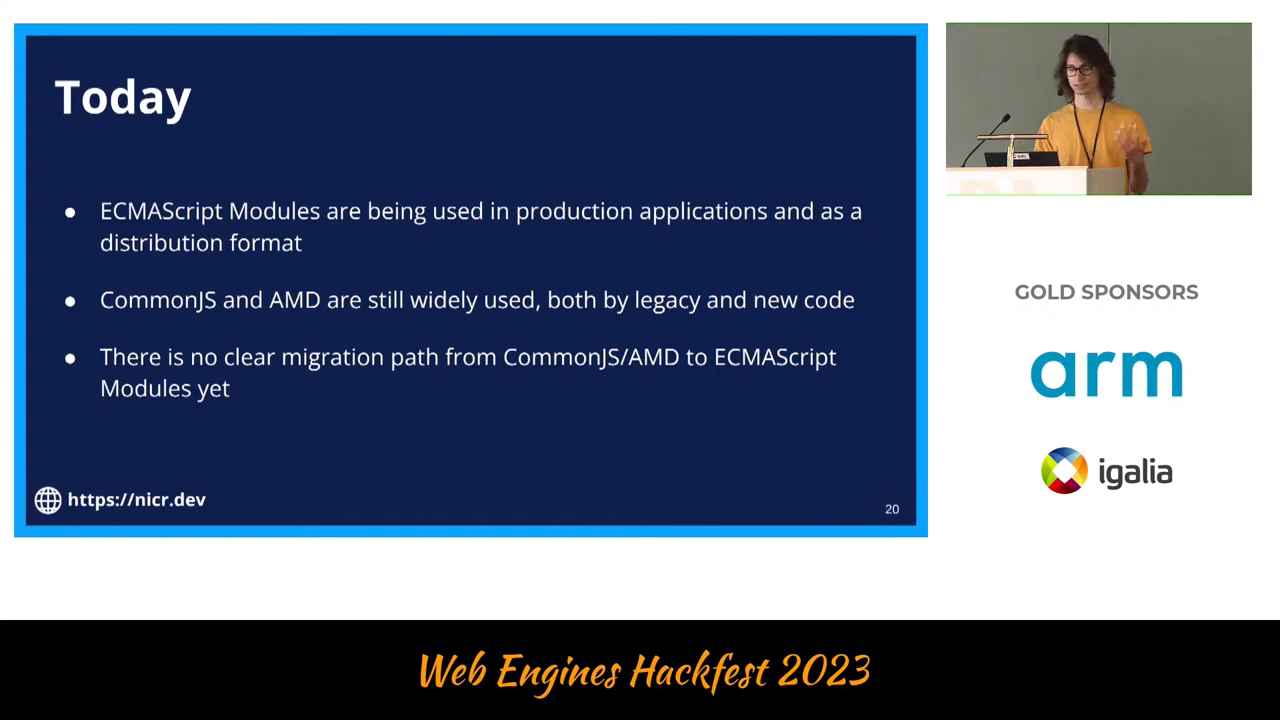 Today
● ECMAScript Modules are being used in production applications and as a
distribution format
● CommonJS and AMD are still widely used, both by legacy and new code
● There is no clear migration path from CommonJS/AMD to ECMAScript
Modules yet
https://nicr.dev
20
GOLD SPONSORS
arm
igalia
Web Engines Hackfest 2023